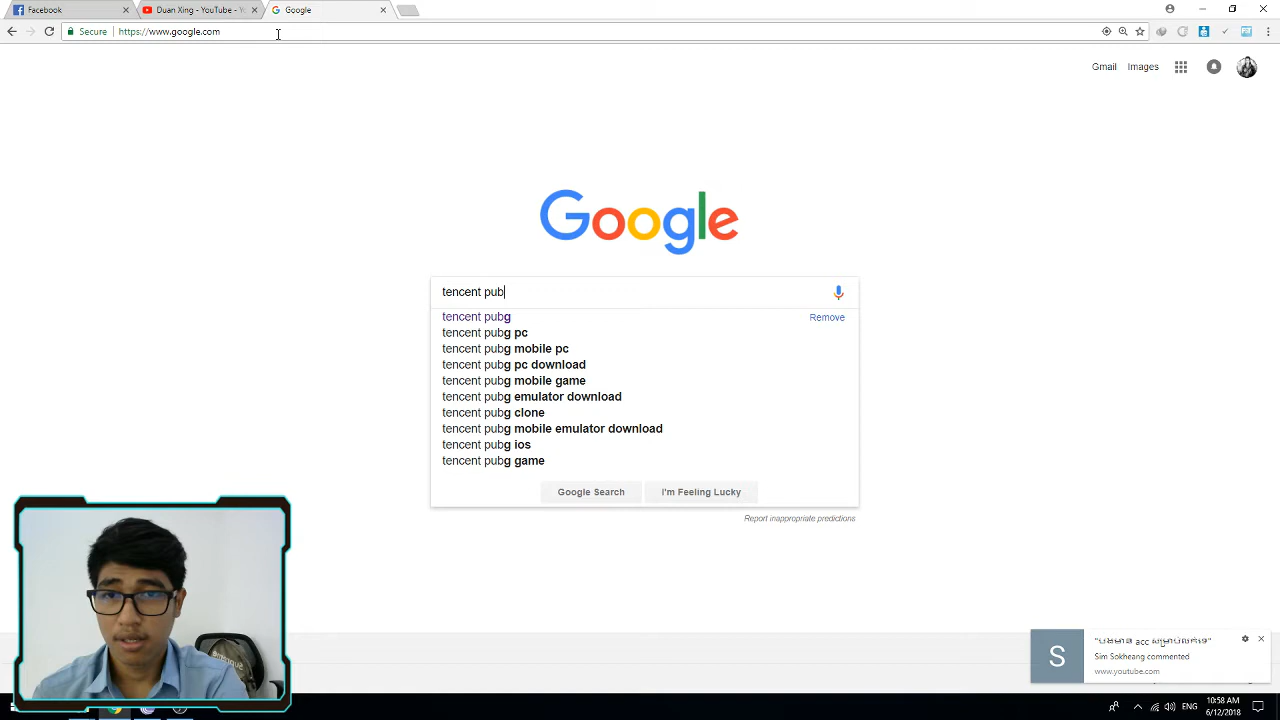 Facebook
Duan Xing - YouTube - Yo
Google
Secure
https://www.google.com
Gmail
Images
Google
tencent pub
tencent pubg
Remove
tencent pubg pc
tencent pubg mobile pc
tencent pubg pc download
tencent pubg mobile game
tencent pubg emulator download
tencent pubg clone
tencent pubg mobile emulator download
tencent pubg ios
tencent pubg game
Google Search
I'm Feeling Lucky
Report inappropriate predictions
acc
S
Sim Sokheang commented
www.youtube.com
ENG
10:58 AM
6/12/2018